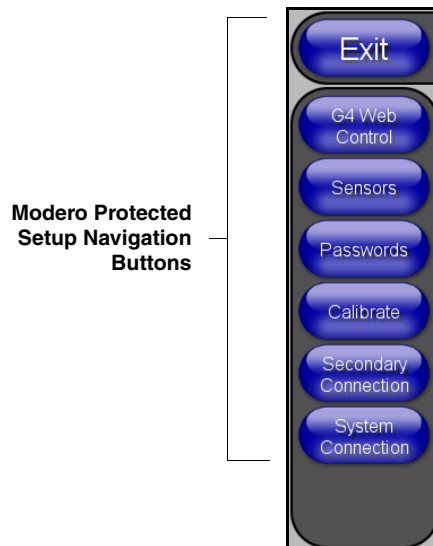 Modero Protected
Setup Navigation
Buttons
Exit
G4 Web
Control
Sensors
Passwords
Calibrate
Secondary
Connection
System
Connection